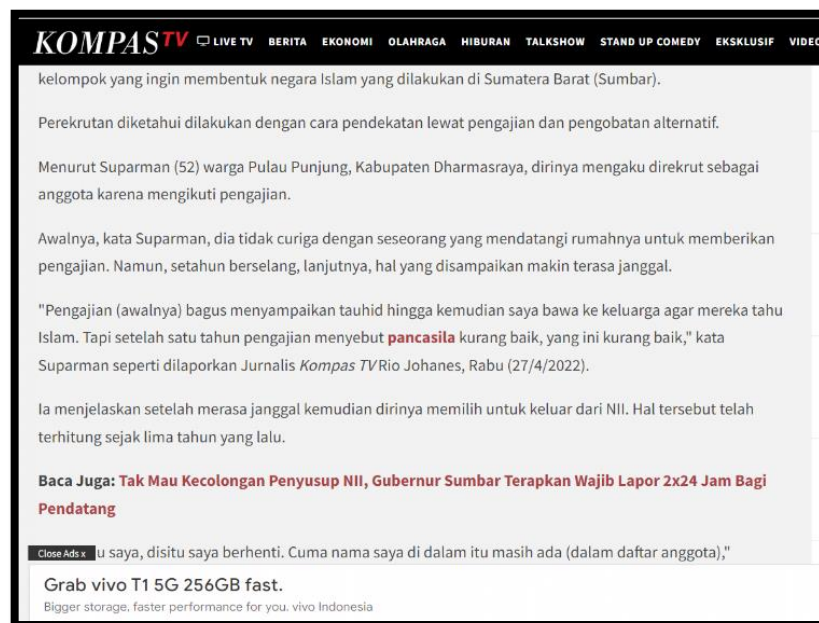 KOMPAS TV LIVE TV BERITA EKONOMI OLAHRAGA HIBURAN TALKSHOW STAND UP COMEDY EKSKLUSIF VIDEO
kelompok yang ingin membentuk negara Islam yang dilakukan di Sumatera Barat (Sumbar).
Perekrutan diketahui dilakukan dengan cara pendekatan lewat pengajian dan pengobatan alternatif.
Menurut Suparman (52) warga Pulau Punjung, Kabupaten Dharmasraya, dirinya mengaku direkrut sebagai
anggota karena mengikuti pengajian.
Awalnya, kata Suparman, dia tidak curiga dengan seseorang yang mendatangi rumahnya untuk memberikan
pengajian. Namun, setahun berselang, lanjutnya, hal yang disampaikan makin terasa janggal.
"Pengajian (awalnya) bagus menyampaikan tauhid hingga kemudian saya bawa ke keluarga agar mereka tahu
Islam. Tapi setelah satu tahun pengajian menyebut pancasila kurang baik, yang ini kurang baik," kata
Suparman seperti dilaporkan Jurnalis Kompas TV Rio Johanes, Rabu (27/4/2022).
Ia menjelaskan setelah merasa janggal kemudian dirinya memilih untuk keluar dari NII. Hal tersebut telah
terhitung sejak lima tahun yang lalu.
Baca Juga: Tak Mau Kecolongan Penyusup NII, Gubernur Sumbar Terapkan Wajib Lapor 2x24 Jam Bagi
Pendatang
Close Ads x u saya, disitu saya berhenti. Cuma nama saya di dalam itu masih ada (dalam daftar anggota),"
Grab vivo T1 5G 256GB fast.
Bigger storage, faster performance for you. vivo Indonesia